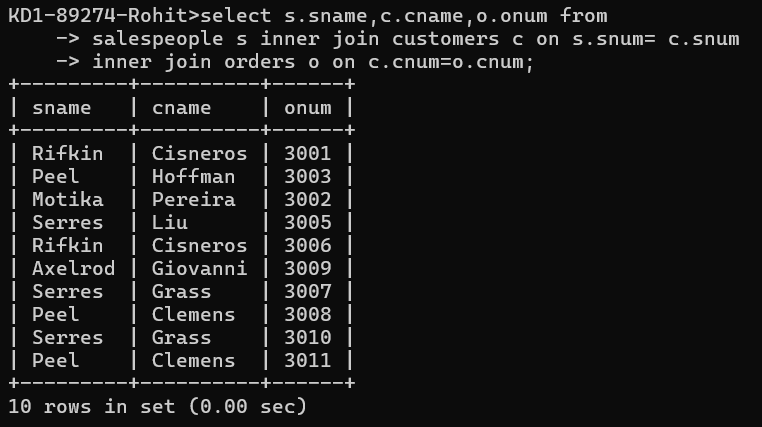 KD1-89274-Rohit>select s.sname,c.cname,o.onum from
    -> salespeople s inner join customers c on s.snum= c.snum
    -> inner join orders o on c.cnum=o.cnum;
+---------+----------+------+
| sname   | cname    | onum |
+---------+----------+------+
| Rifkin  | Cisneros | 3001 |
| Peel    | Hoffman  | 3003 |
| Motika  | Pereira  | 3002 |
| Serres  | Liu      | 3005 |
| Rifkin  | Cisneros | 3006 |
| Axelrod | Giovanni | 3009 |
| Serres  | Grass    | 3007 |
| Peel    | Clemens  | 3008 |
| Serres  | Grass    | 3010 |
| Peel    | Clemens  | 3011 |
+---------+----------+------+
10 rows in set (0.00 sec)